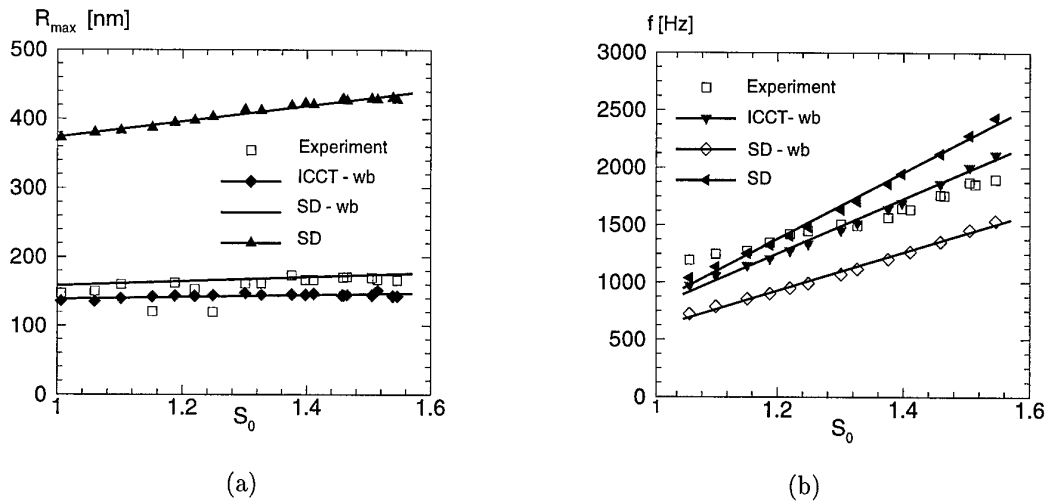 R_max [nm]
500
400
300
200
100
0
1
1.2
1.4
1.6
S_0
Experiment
ICCT - wb
SD - wb
SD
(a)
f [Hz]
3000
2500
2000
1500
1000
500
0
1
1.2
1.4
1.6
S_0
Experiment
ICCT - wb
SD - wb
SD
(b)